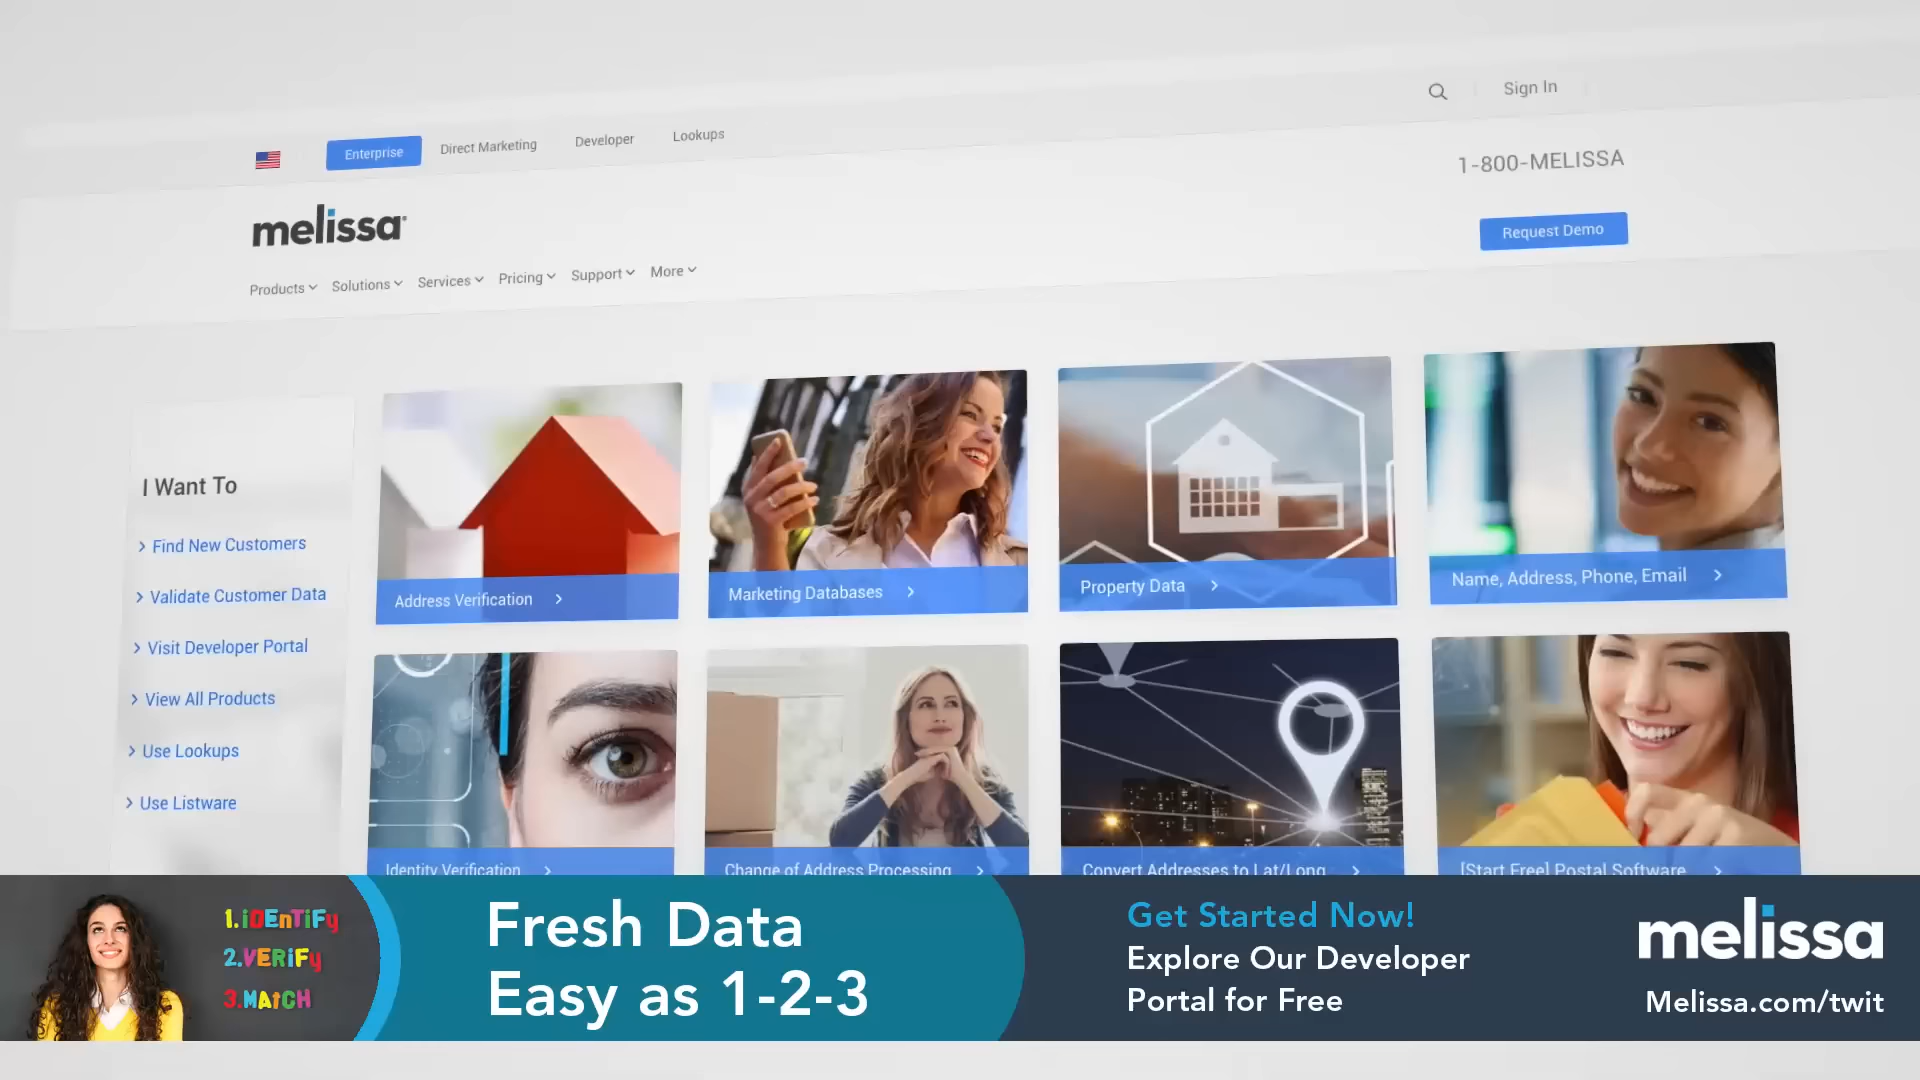 Sign In
Enterprise
Direct Marketing
Developer
Lookups
1-800-MELISSA
melissa
Request Demo
Products
Solutions
Services
Pricing
Support
More
I Want To
Find New Customers
Validate Customer Data
Visit Developer Portal
View All Products
Use Lookups
Use Listware
Address Verification
Marketing Databases
Property Data
Name, Address, Phone, Email
Identity Verification
Change of Address Processing
Convert Addresses to Lat/Long
[Start Free] Postal Software
1.iDEnTiFy
2.VERiFy
3.MAtCH
Fresh Data
Easy as 1-2-3
Get Started Now!
Explore Our Developer
Portal for Free
melissa
Melissa.com/twit